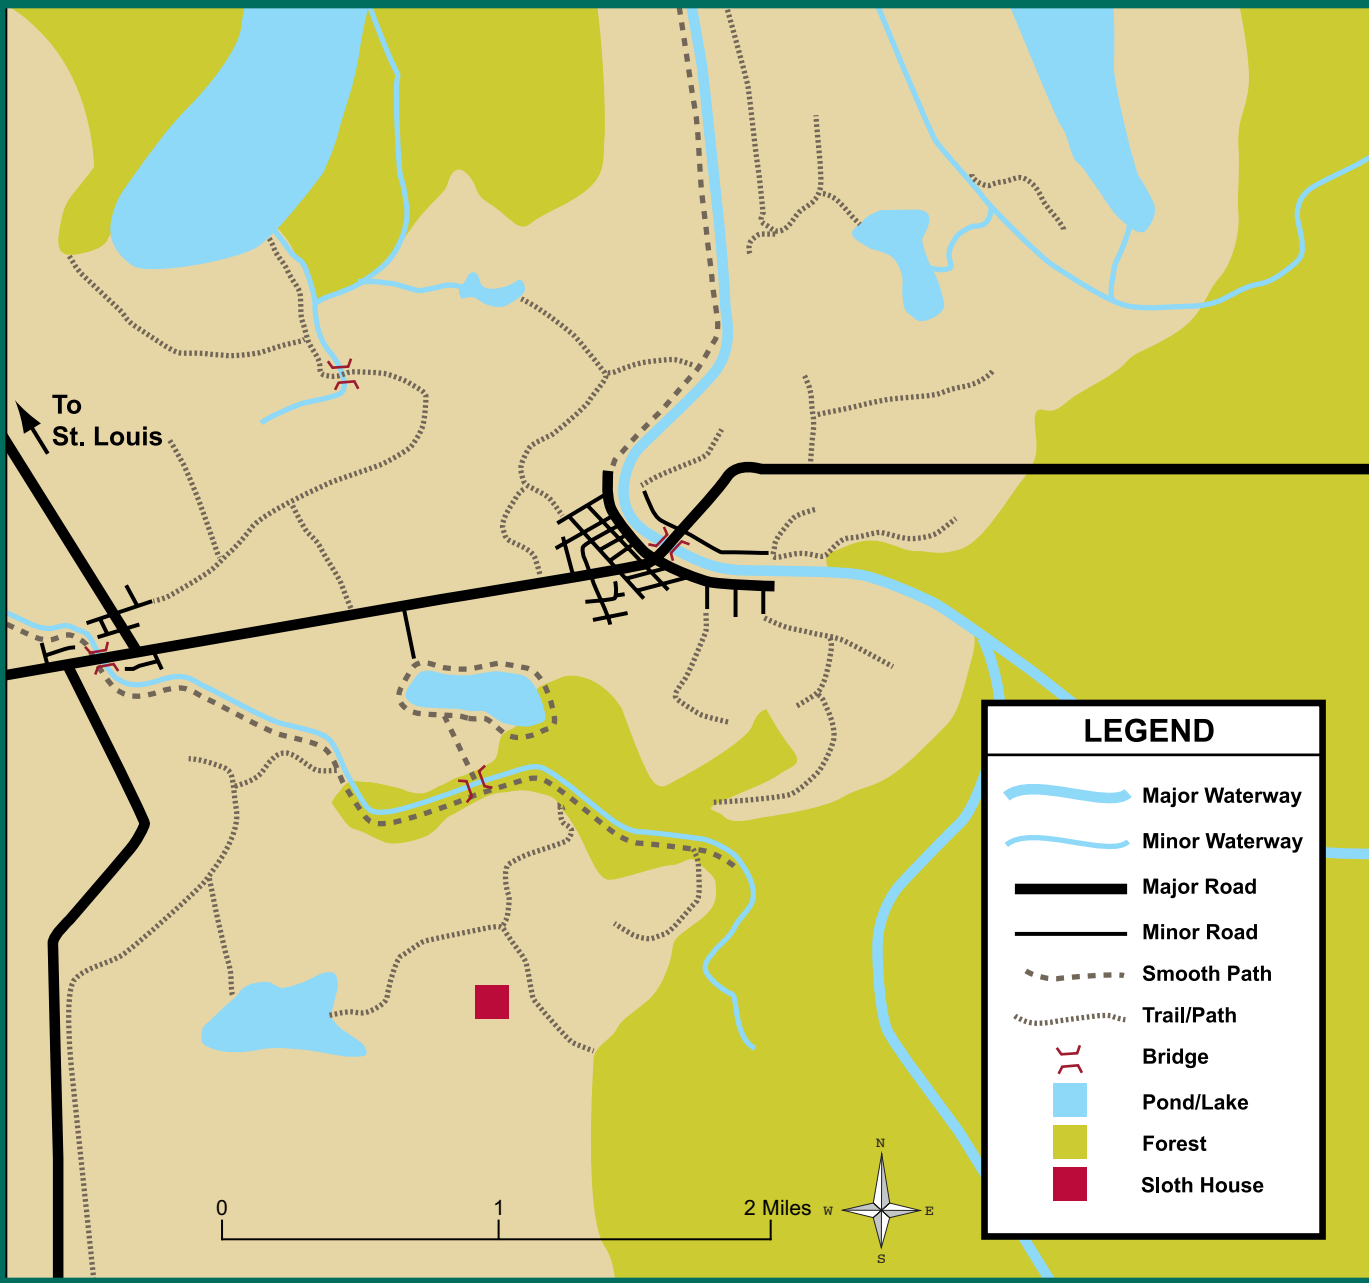 To
St. Louis
LEGEND
Major Waterway
Minor Waterway
Major Road
Minor Road
Smooth Path
Trail/Path
Bridge
Pond/Lake
Forest
Sloth House
0 1 2 Miles
N
W E
S